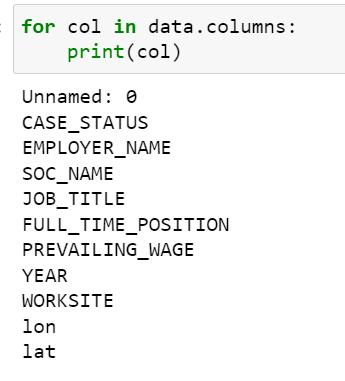 for col in data.columns:
    print(col)
Unnamed: 0
CASE_STATUS
EMPLOYER_NAME
SOC_NAME
JOB_TITLE
FULL_TIME_POSITION
PREVAILING_WAGE
YEAR
WORKSITE
lon
lat